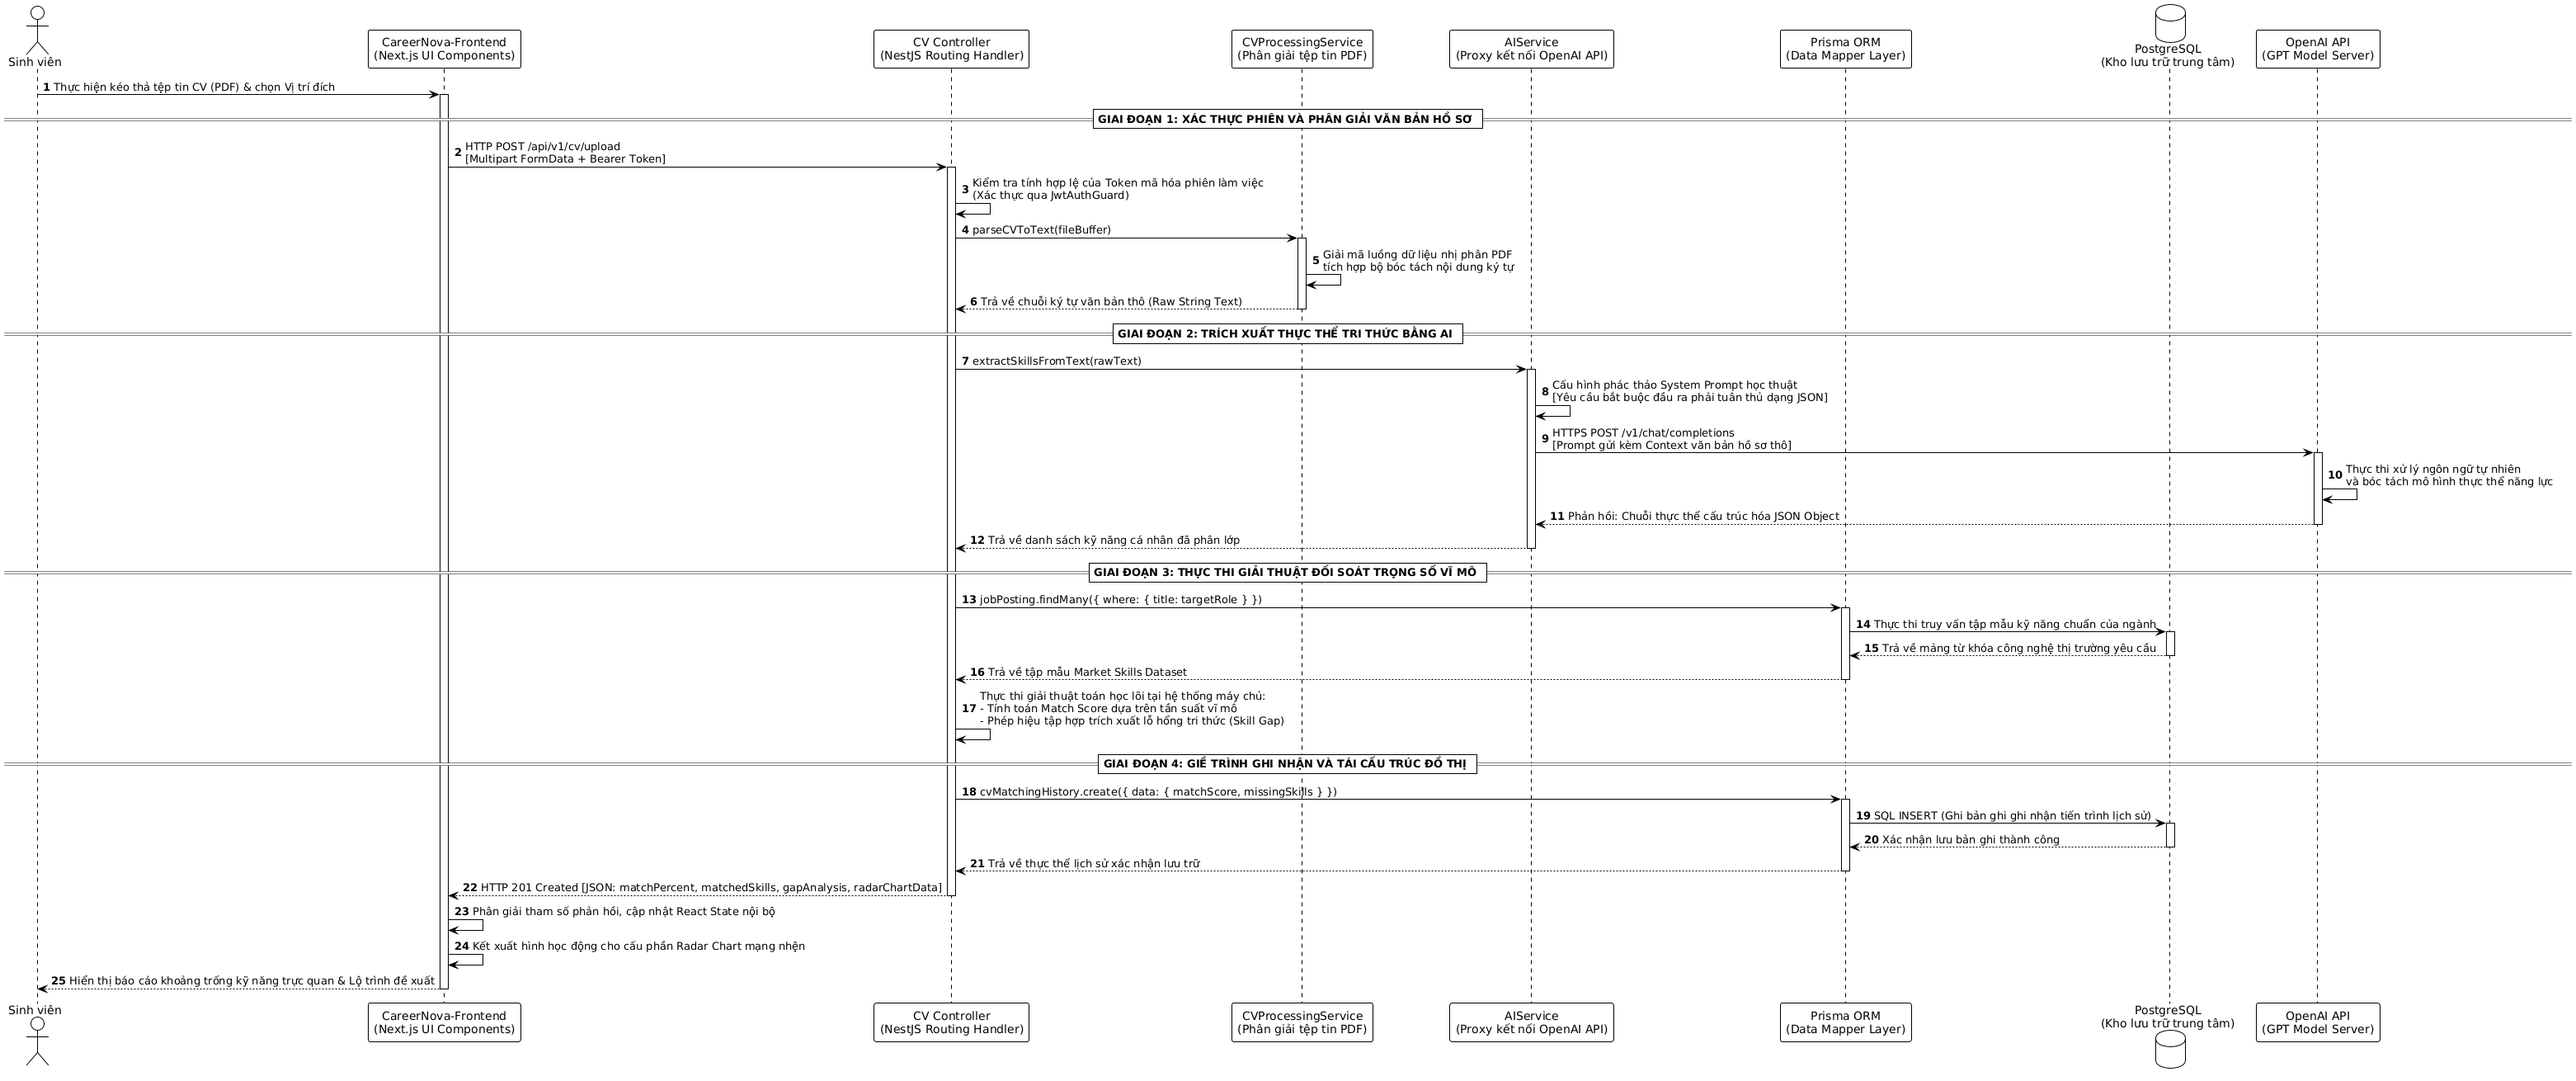 Sinh viên
CareerNova-Frontend
(Next.js UI Components)
CV Controller
(NestJS Routing Handler)
CVProcessingService
(Phân giải tệp tin PDF)
AIService
(Proxy kết nối OpenAI API)
Prisma ORM
(Data Mapper Layer)
PostgreSQL
(Kho lưu trữ trung tâm)
OpenAI API
(GPT Model Server)
1 Thực hiện kéo thả tệp tin CV (PDF) & chọn Vị trí đích
GIAI ĐOẠN 1: XÁC THỰC PHIÊN VÀ PHÂN GIẢI VĂN BẢN HỒ SƠ
2 HTTP POST /api/v1/cv/upload
[Multipart FormData + Bearer Token]
3 Kiểm tra tính hợp lệ của Token mã hóa phiên làm việc
(Xác thực qua JwtAuthGuard)
4 parseCVToText(fileBuffer)
5 Giải mã luồng dữ liệu nhị phân PDF
tích hợp bộ bóc tách nội dung ký tự
6 Trả về chuỗi ký tự văn bản thô (Raw String Text)
GIAI ĐOẠN 2: TRÍCH XUẤT THỰC THỂ TRI THỨC BẰNG AI
7 extractSkillsFromText(rawText)
8 Cấu hình phác thảo System Prompt học thuật
[Yêu cầu bắt buộc đầu ra phải tuân thủ dạng JSON]
9 HTTPS POST /v1/chat/completions
[Prompt gửi kèm Context văn bản hồ sơ thô]
10 Thực thi xử lý ngôn ngữ tự nhiên
và bóc tách mô hình thực thể năng lực
11 Phản hồi: Chuỗi thực thể cấu trúc hóa JSON Object
12 Trả về danh sách kỹ năng cá nhân đã phân lớp
GIAI ĐOẠN 3: THỰC THI GIẢI THUẬT ĐỐI SOÁT TRỌNG SỐ VĨ MÔ
13 jobPosting.findMany({ where: { title: targetRole } })
14 Thực thi truy vấn tập mẫu kỹ năng chuẩn của ngành
15 Trả về mảng từ khóa công nghệ thị trường yêu cầu
16 Trả về tập mẫu Market Skills Dataset
17 Thực thi giải thuật toán học lõi tại hệ thống máy chủ:
- Tính toán Match Score dựa trên tần suất vĩ mô
- Phép hiệu tập hợp trích xuất lỗ hổng tri thức (Skill Gap)
GIAI ĐOẠN 4: GIẾ TRÌNH GHI NHẬN VÀ TÁI CẤU TRÚC ĐỒ THỊ
18 cvMatchingHistory.create({ data: { matchScore, missingSkills } })
19 SQL INSERT (Ghi bản ghi ghi nhận tiến trình lịch sử)
20 Xác nhận lưu bản ghi thành công
21 Trả về thực thể lịch sử xác nhận lưu trữ
22 HTTP 201 Created [JSON: matchPercent, matchedSkills, gapAnalysis, radarChartData]
23 Phân giải tham số phản hồi, cập nhật React State nội bộ
24 Kết xuất hình học động cho cấu phần Radar Chart mạng nhện
25 Hiển thị báo cáo khoảng trống kỹ năng trực quan & Lộ trình đề xuất
Sinh viên
CareerNova-Frontend
(Next.js UI Components)
CV Controller
(NestJS Routing Handler)
CVProcessingService
(Phân giải tệp tin PDF)
AIService
(Proxy kết nối OpenAI API)
Prisma ORM
(Data Mapper Layer)
PostgreSQL
(Kho lưu trữ trung tâm)
OpenAI API
(GPT Model Server)